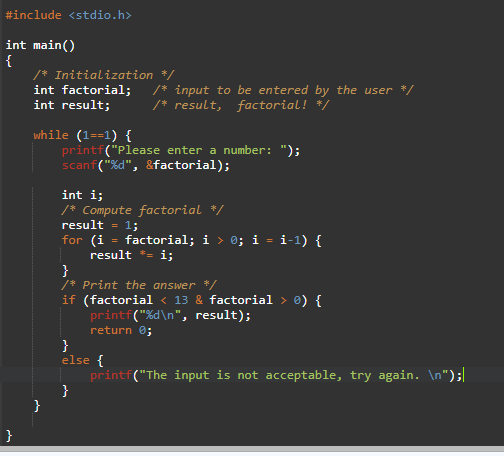 #include <stdio.h>
int main()
{
/* Initialization */
int factorial;   /* input to be entered by the user */
int result;      /* result,  factorial! */
while (1==1) {
printf("Please enter a number: ");
scanf("%d", &factorial);
int i;
/* Compute factorial */
result = 1;
for (i = factorial; i > 0; i = i-1) {
result *= i;
}
/* Print the answer */
if (factorial < 13 & factorial > 0) {
printf("%d\n", result);
return 0;
}
else {
printf("The input is not acceptable, try again. \n");
}
}
}